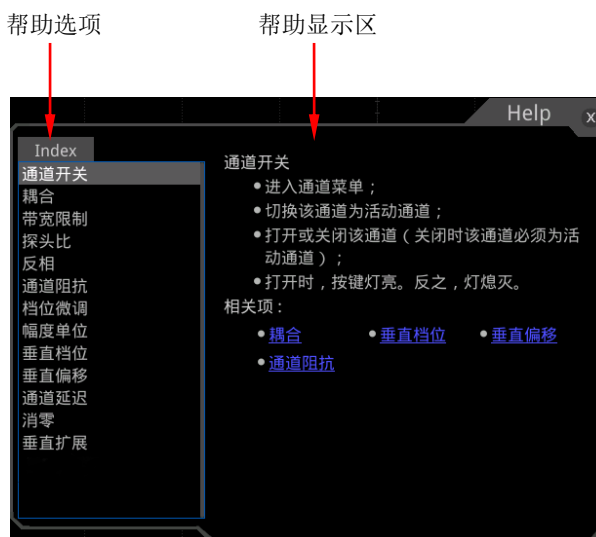 帮助选项
帮助显示区
Help
x
Index
通道开关
耦合
带宽限制
探头比
反相
通道阻抗
档位微调
幅度单位
垂直档位
垂直偏移
通道延迟
消零
垂直扩展
通道开关
•进入通道菜单；
•切换该通道为活动通道；
•打开或关闭该通道（关闭时该通道必须为活
动通道）；
•打开时，按键灯亮。反之，灯熄灭。
相关项：
•耦合 •垂直档位 •垂直偏移
•通道阻抗